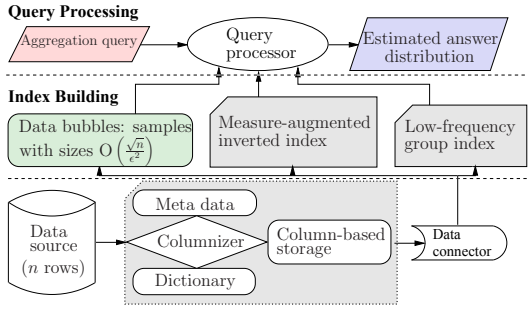 Query Processing
Aggregation query
Query
processor
Estimated answer
distribution
Index Building
Data bubbles: samples
with sizes O (√n/ϵ²)
Measure-augmented
inverted index
Low-frequency
group index
Data
source
(n rows)
Meta data
Columnizer
Dictionary
Column-based
storage
Data
connector